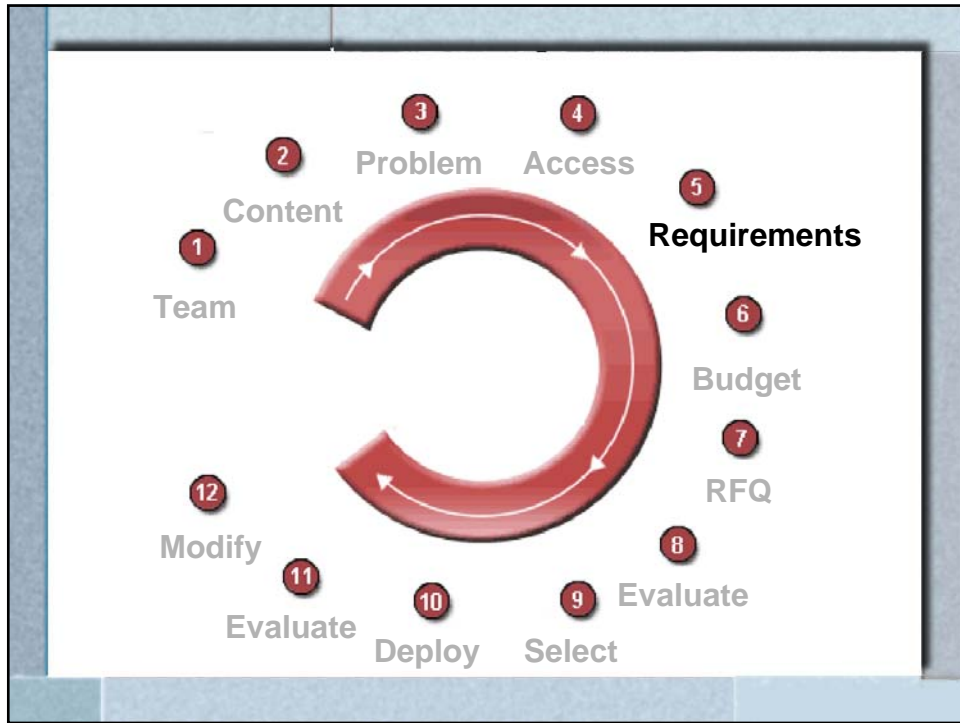 1
Team
2
Content
3
Problem
4
Access
5
Requirements
6
Budget
7
RFQ
8
Evaluate
9
Select
10
Deploy
11
Evaluate
12
Modify